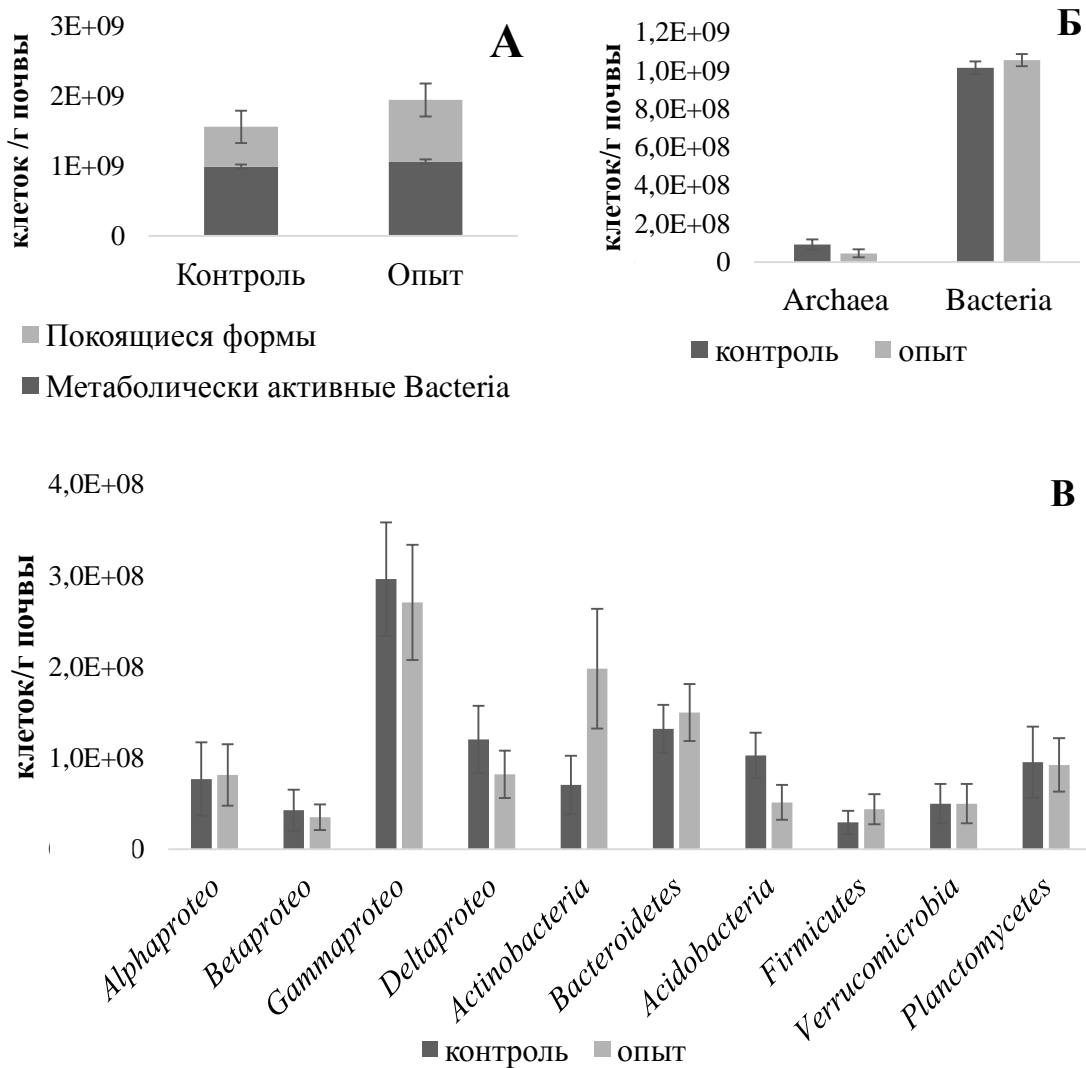 А
клеток /г почвы
3E+09
2E+09
1E+09
0
Контроль
Опыт
Покоящиеся формы
Метаболически активные Bacteria
Б
клеток/г почвы
1,2E+09
1,0E+09
8,0E+08
6,0E+08
4,0E+08
2,0E+08
0
Archaea
Bacteria
контроль
опыт
В
клеток/г почвы
4,0E+08
3,0E+08
2,0E+08
1,0E+08
0
Alphaproteo
Betaproteo
Gammaproteo
Deltaproteo
Actinobacteria
Bacteroidetes
Acidobacteria
Firmicutes
Verrucomicrobia
Planctomycetes
контроль
опыт